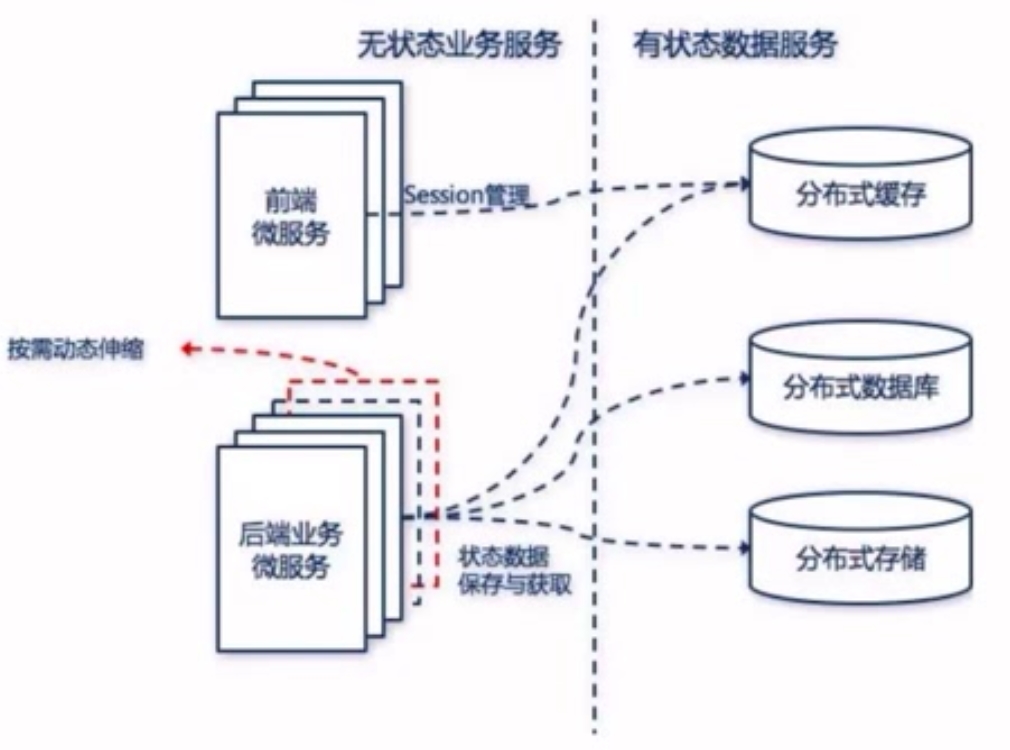 无状态业务服务
有状态数据服务
前端
微服务
Session管理
分布式缓存
按需动态伸缩
分布式数据库
后端业务
微服务
状态数据
保存与获取
分布式存储